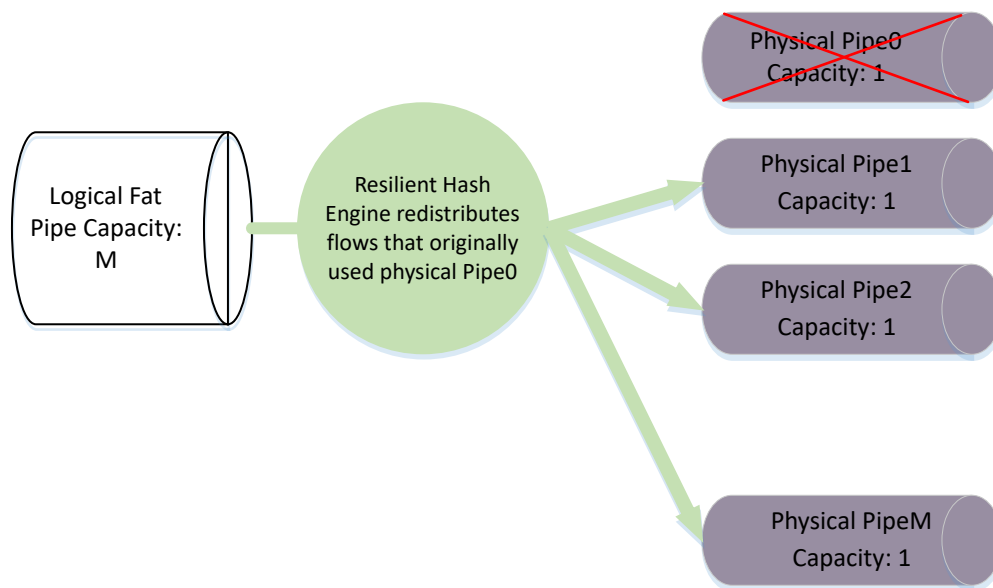 Physical Pipe0
Capacity: 1
Logical Fat
Pipe Capacity:
M
Resilient Hash
Engine redistributes
flows that originally
used physical Pipe0
Physical Pipe1
Capacity: 1
Physical Pipe2
Capacity: 1
Physical PipeM
Capacity: 1